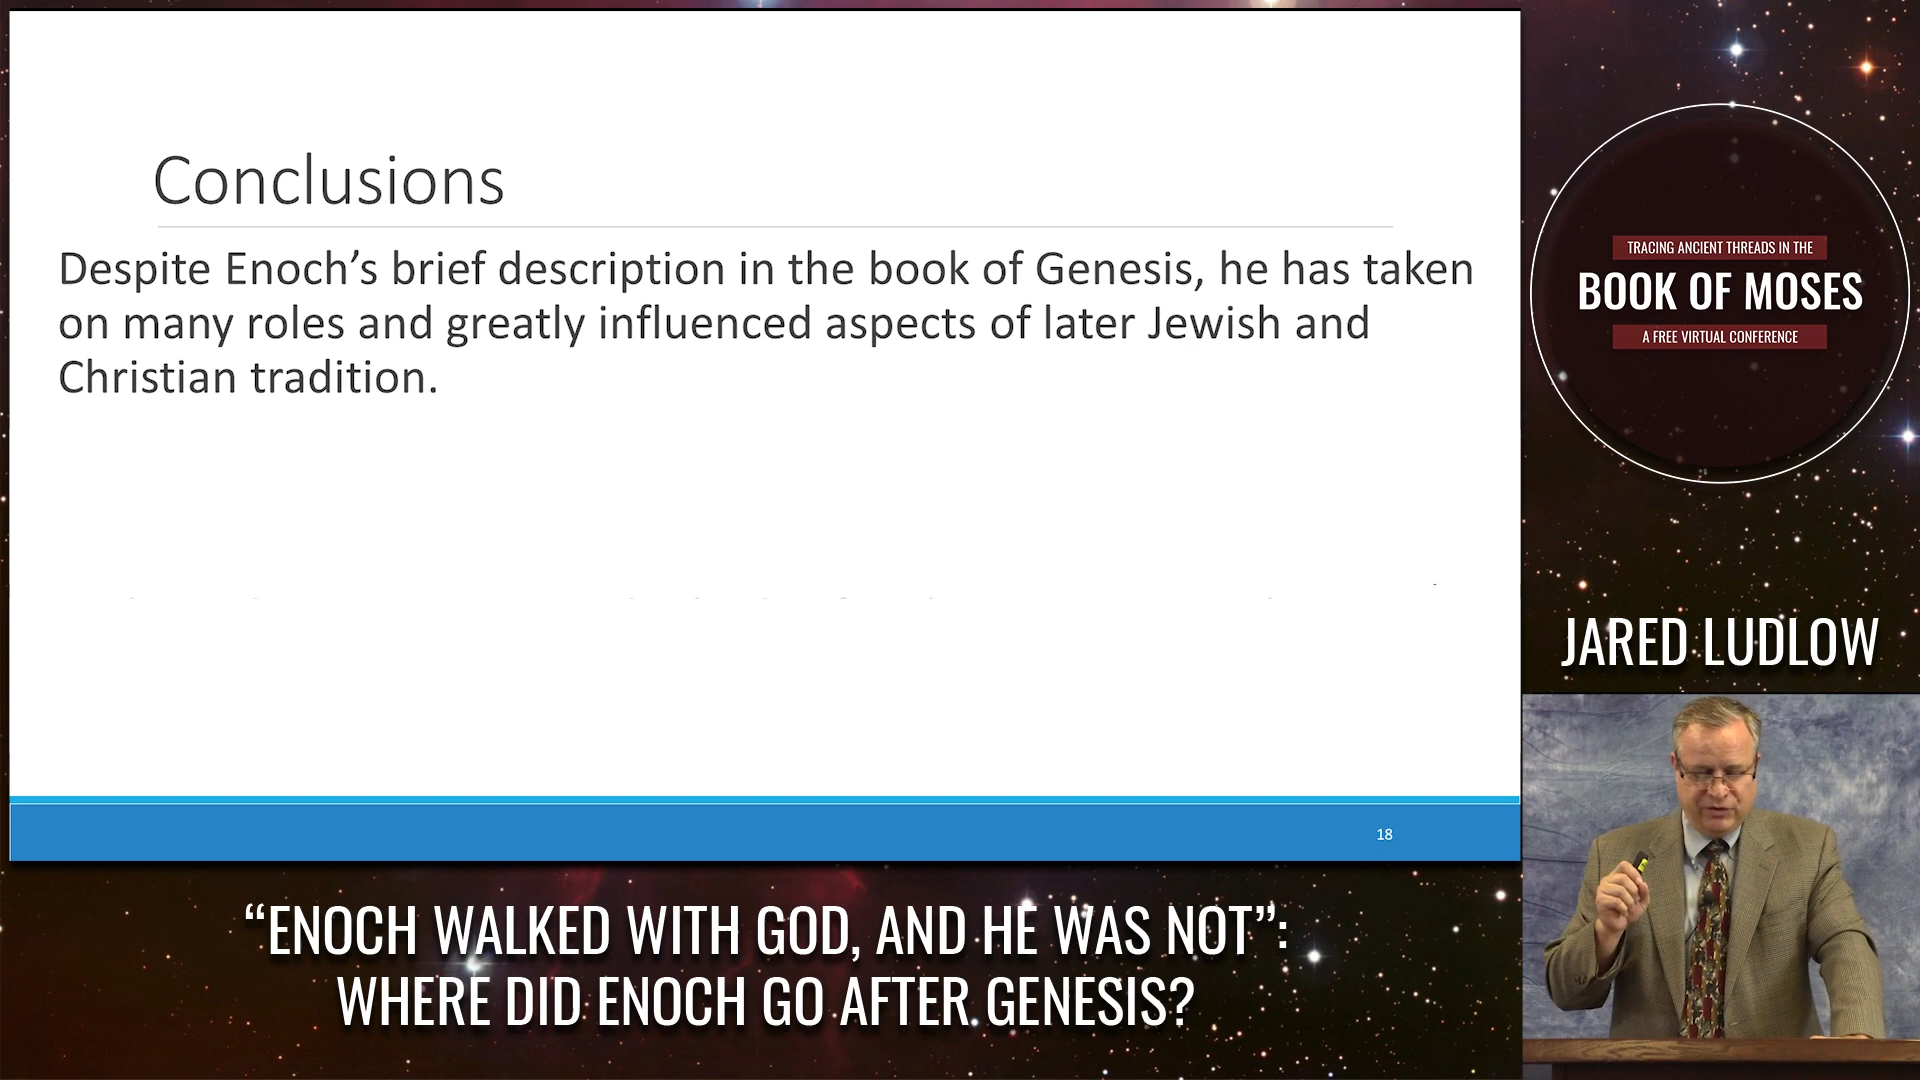 Conclusions
Despite Enoch’s brief description in the book of Genesis, he has taken
on many roles and greatly influenced aspects of later Jewish and
Christian tradition.
18
TRACING ANCIENT THREADS IN THE
BOOK OF MOSES
A FREE VIRTUAL CONFERENCE
JARED LUDLOW
“ENOCH WALKED WITH GOD, AND HE WAS NOT”:
WHERE DID ENOCH GO AFTER GENESIS?